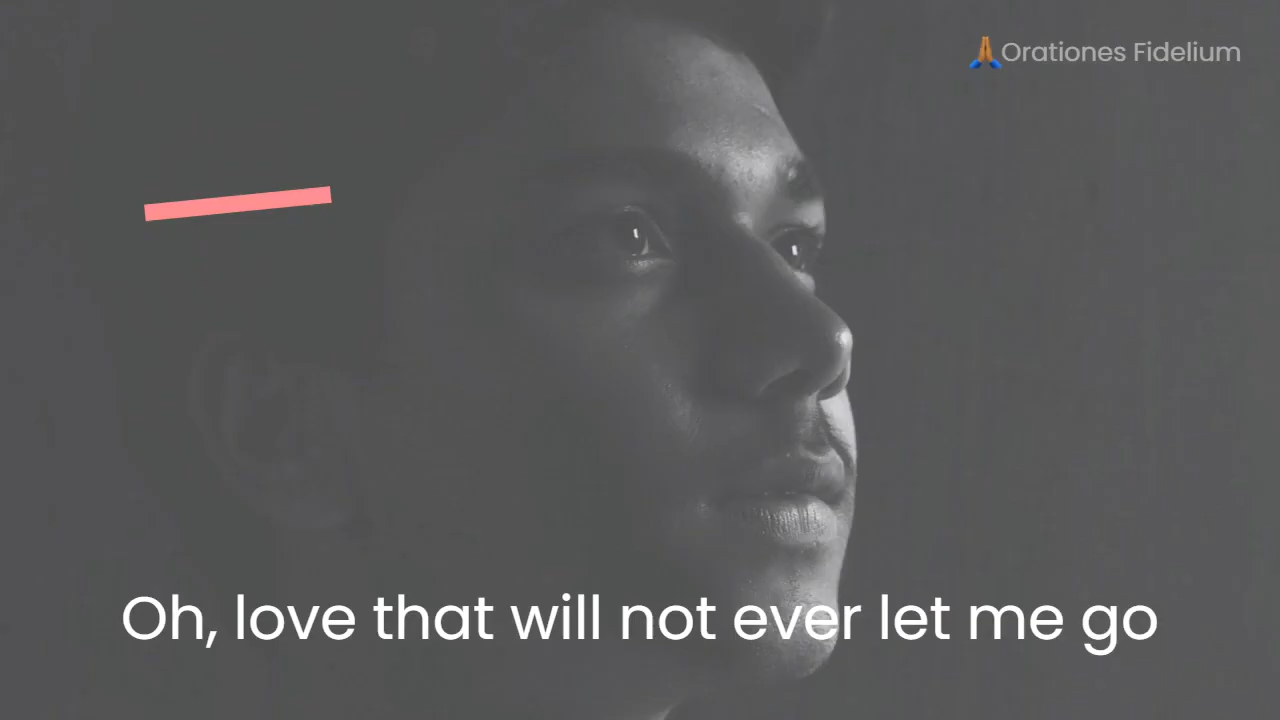 🙏🏾Orationes Fidelium
Oh, love that will not ever let me go